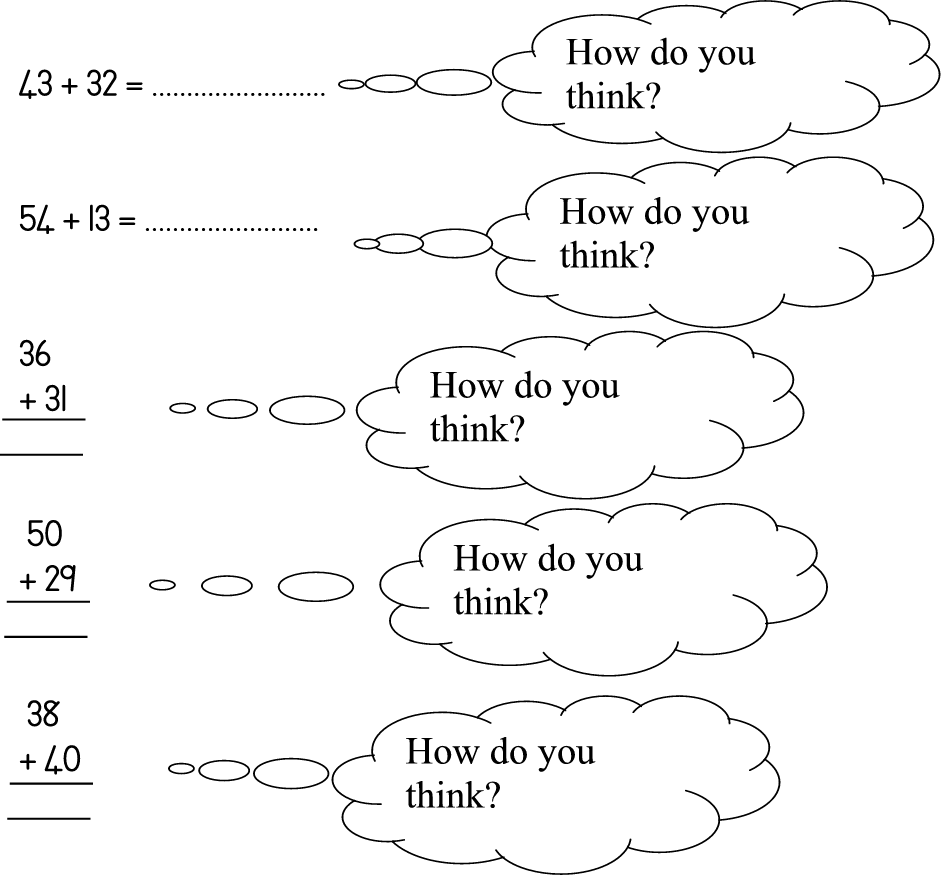 43 + 32 = .........................
How do you
think?
54 + 13 = .........................
How do you
think?
36
+ 31
How do you
think?
50
+ 29
How do you
think?
38
+ 40
How do you
think?